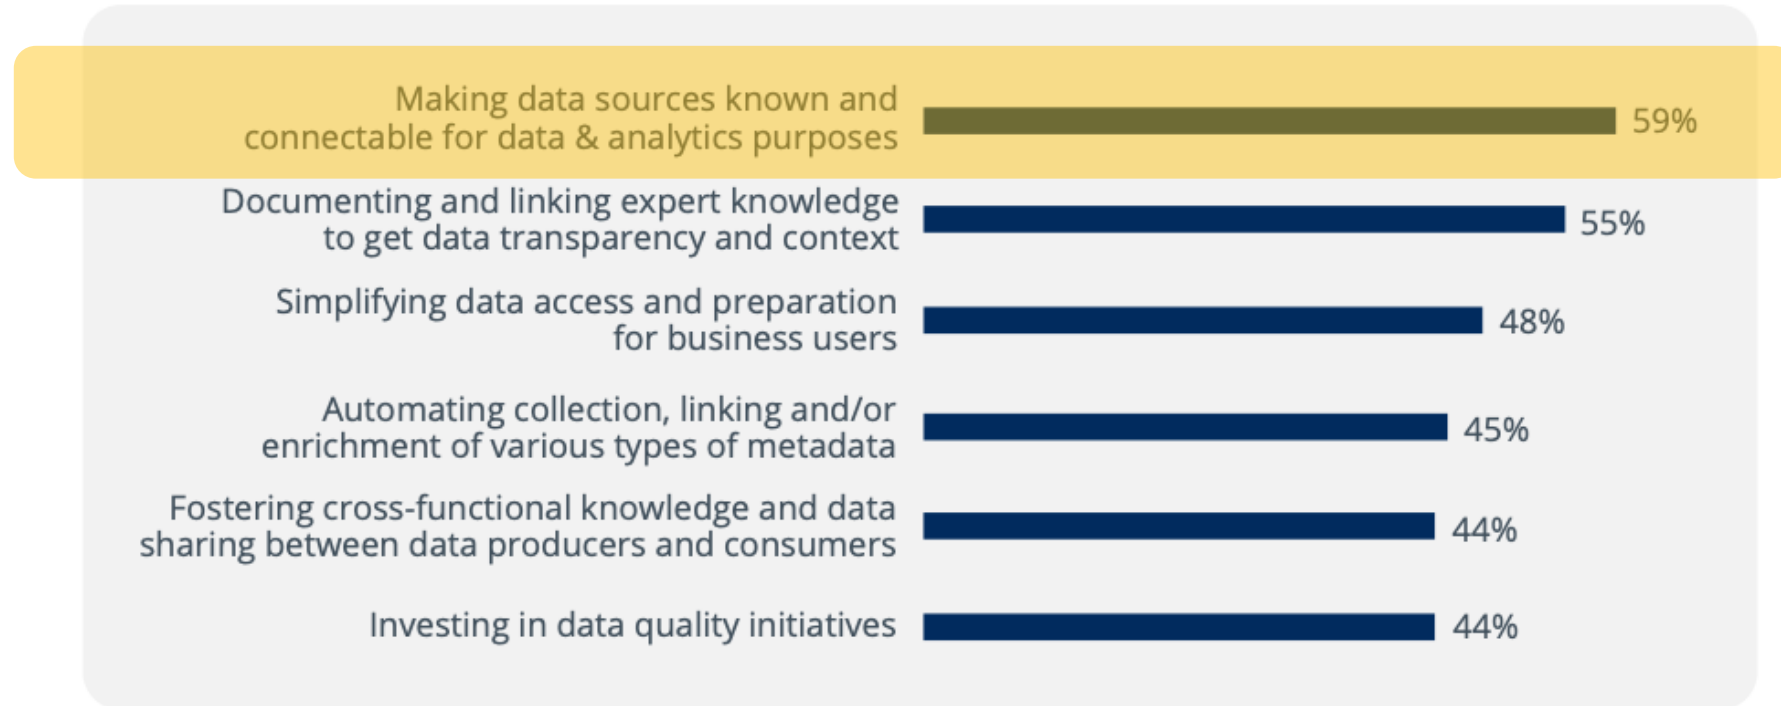 Making data sources known and
connectable for data & analytics purposes
59%
Documenting and linking expert knowledge
to get data transparency and context
55%
Simplifying data access and preparation
for business users
48%
Automating collection, linking and/or
enrichment of various types of metadata
45%
Fostering cross-functional knowledge and data
sharing between data producers and consumers
44%
Investing in data quality initiatives
44%